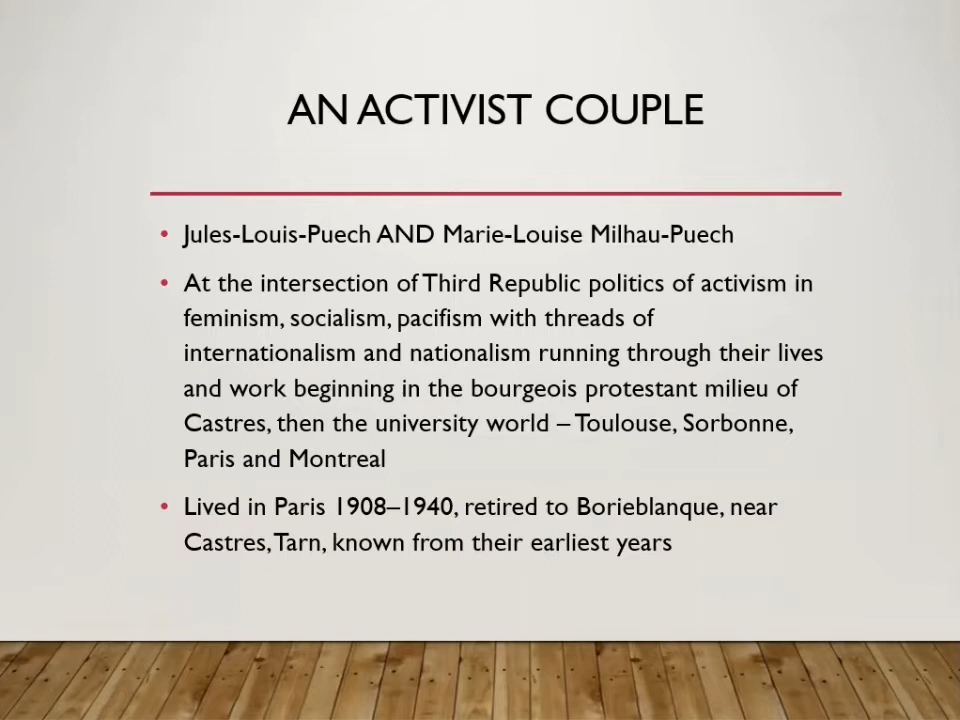 AN ACTIVIST COUPLE
• Jules-Louis-Puech AND Marie-Louise Milhau-Puech
• At the intersection of Third Republic politics of activism in
feminism, socialism, pacifism with threads of
internationalism and nationalism running through their lives
and work beginning in the bourgeois protestant milieu of
Castres, then the university world – Toulouse, Sorbonne,
Paris and Montreal
• Lived in Paris 1908–1940, retired to Borieblanque, near
Castres, Tarn, known from their earliest years